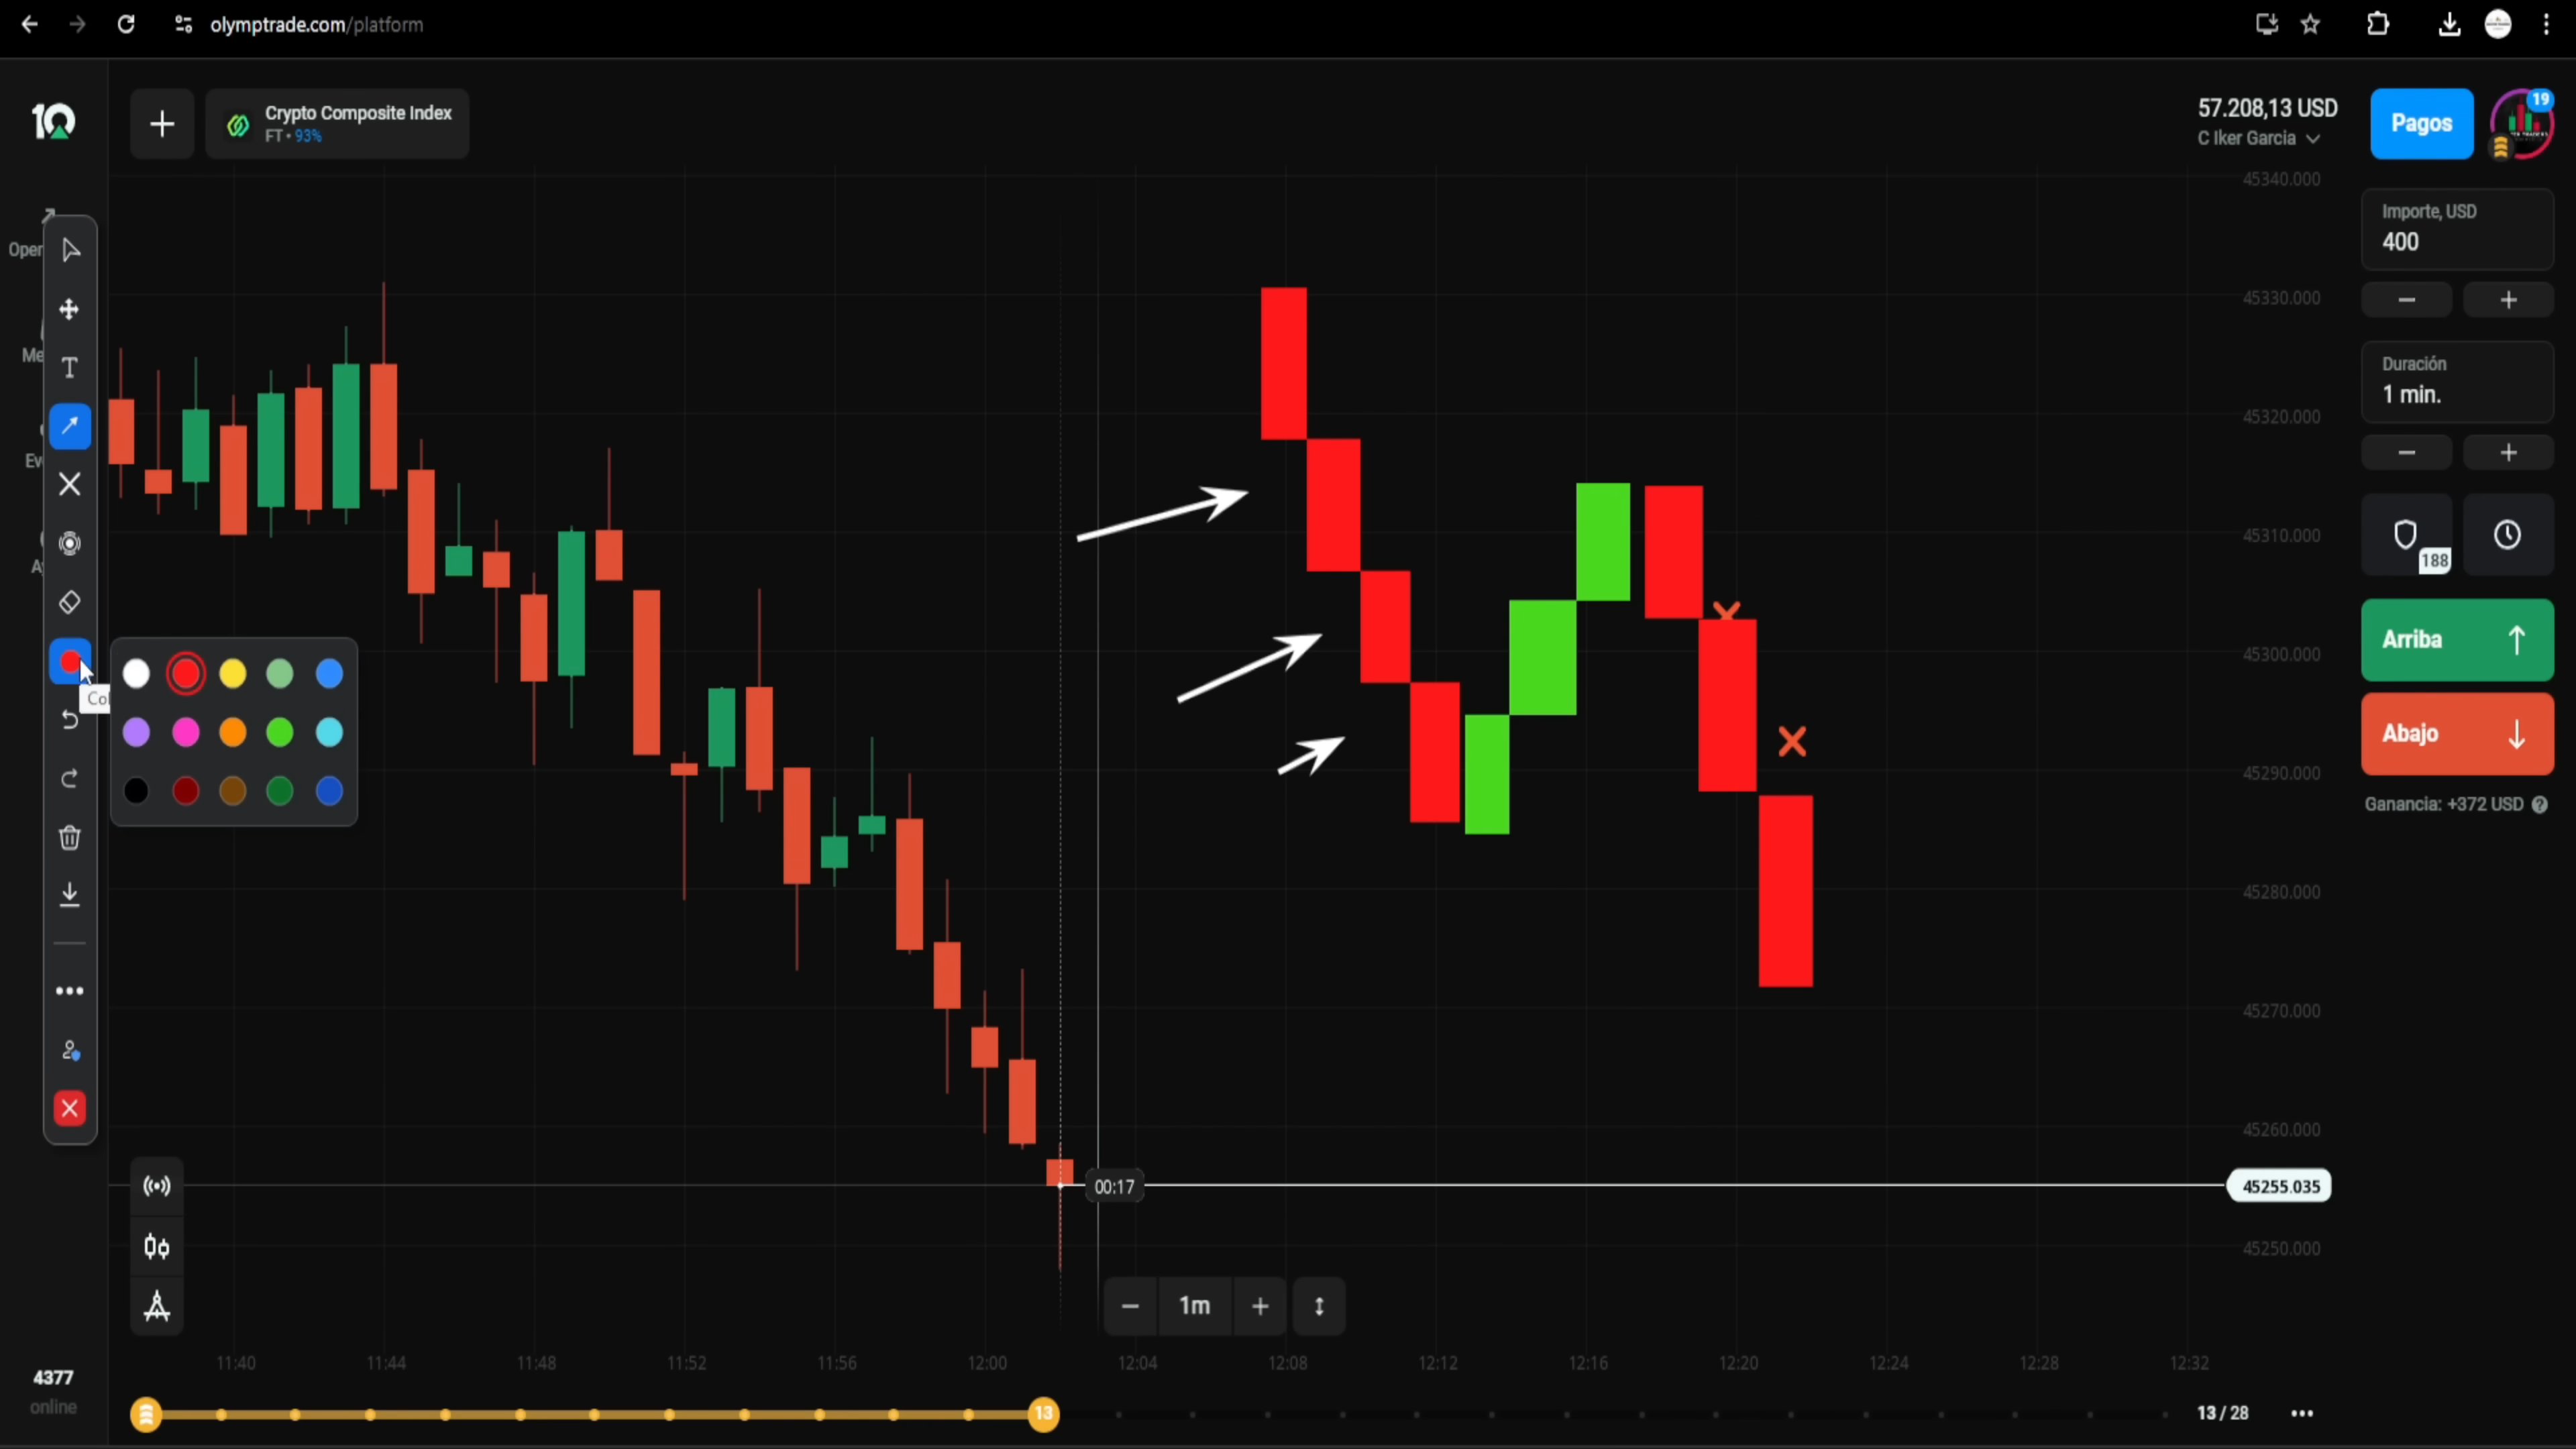 olymptrade.com/platform
Crypto Composite Index
FT • 93%
57.208,13 USD
C Iker Garcia
Pagos
19
Importe, USD
400
Duración
1 min.
188
Arriba
Abajo
Ganancia: +372 USD
Oper
Me
Ev
A
T
Co
45340.000
45330.000
45320.000
45310.000
45300.000
45290.000
45280.000
45270.000
45260.000
45255.035
45250.000
00:17
1m
11:40
11:44
11:48
11:52
11:56
12:00
12:04
12:08
12:12
12:16
12:20
12:24
12:28
12:32
4377
online
13
13 / 28